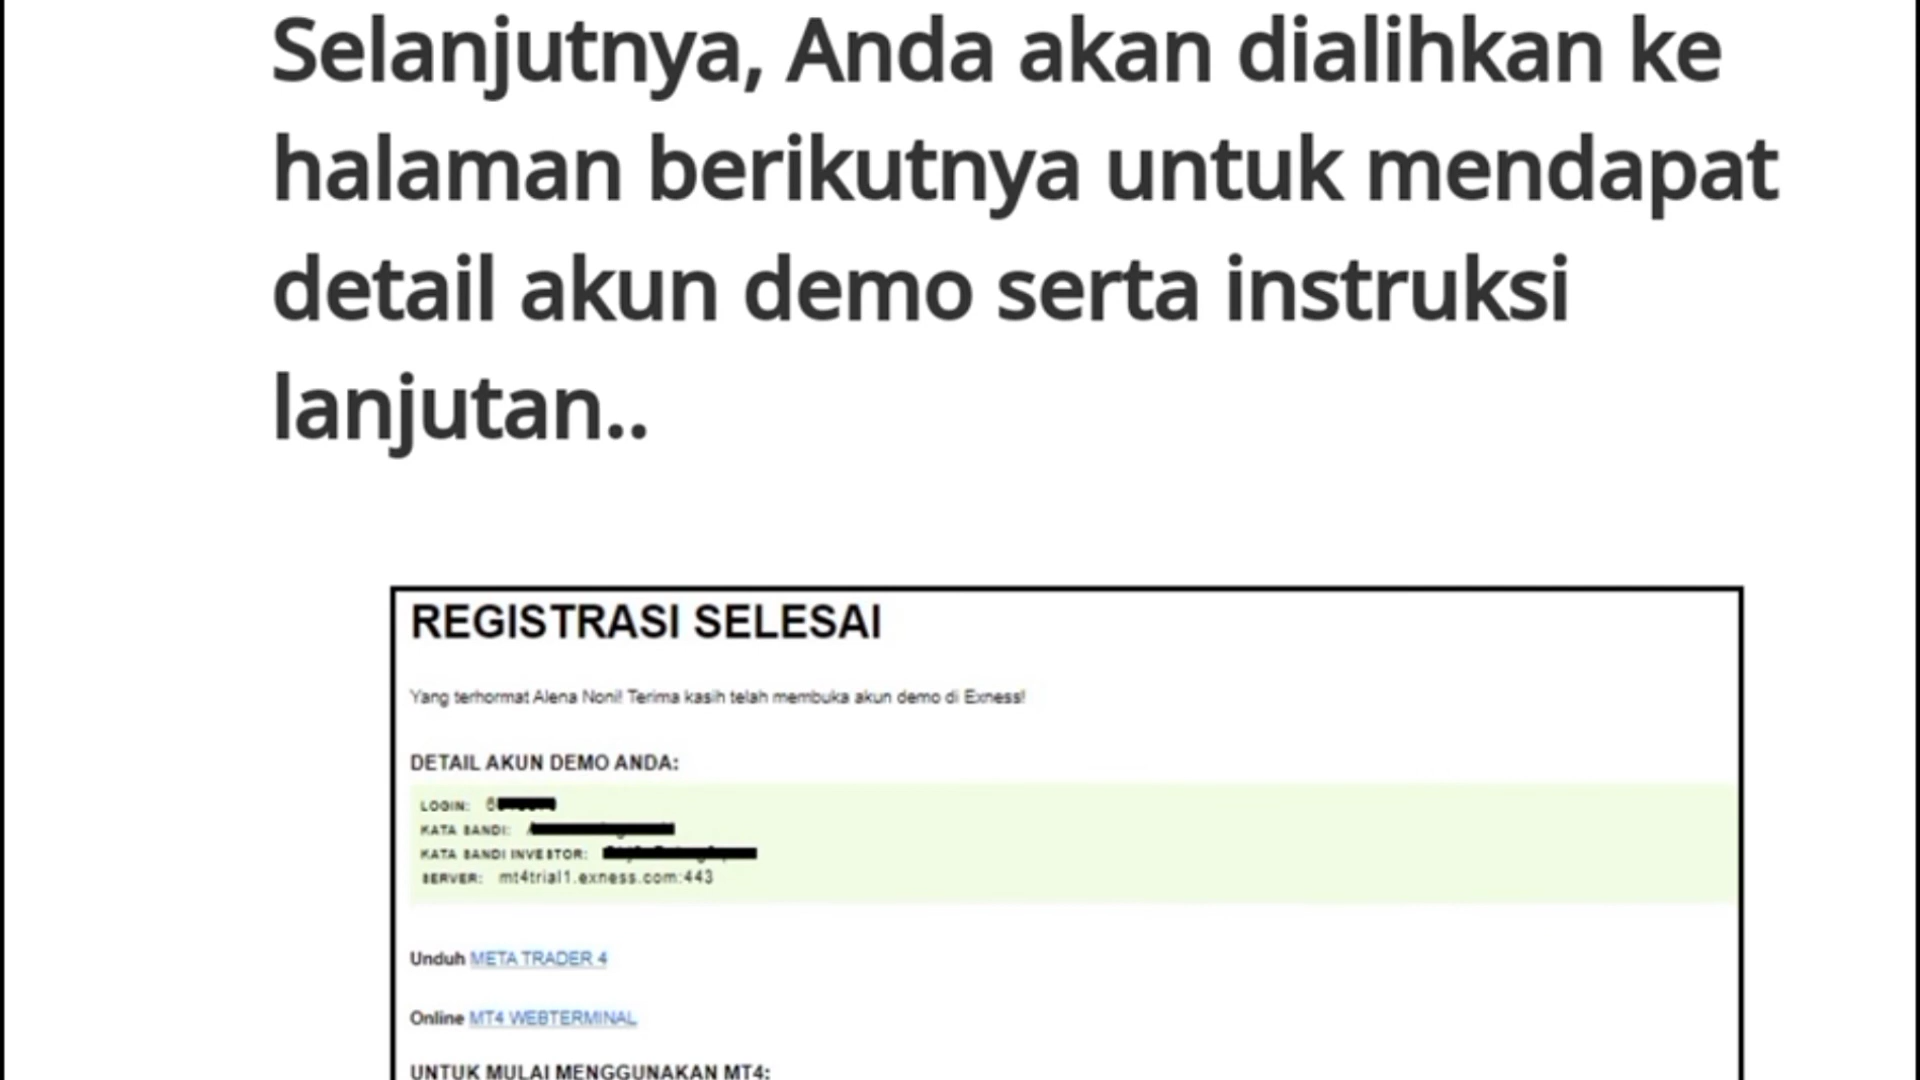 Selanjutnya, Anda akan dialihkan ke
halaman berikutnya untuk mendapat
detail akun demo serta instruksi
lanjutan..
REGISTRASI SELESAI
Yang terhormat Alena Noni! Terima kasih telah membuka akun demo di Exness!
DETAIL AKUN DEMO ANDA:
LOGIN: 6
KATA SANDI:
KATA SANDI INVESTOR:
SERVER: mt4trial1.exness.com:443
Unduh META TRADER 4
Online MT4 WEBTERMINAL
UNTUK MULAI MENGGUNAKAN MT4: